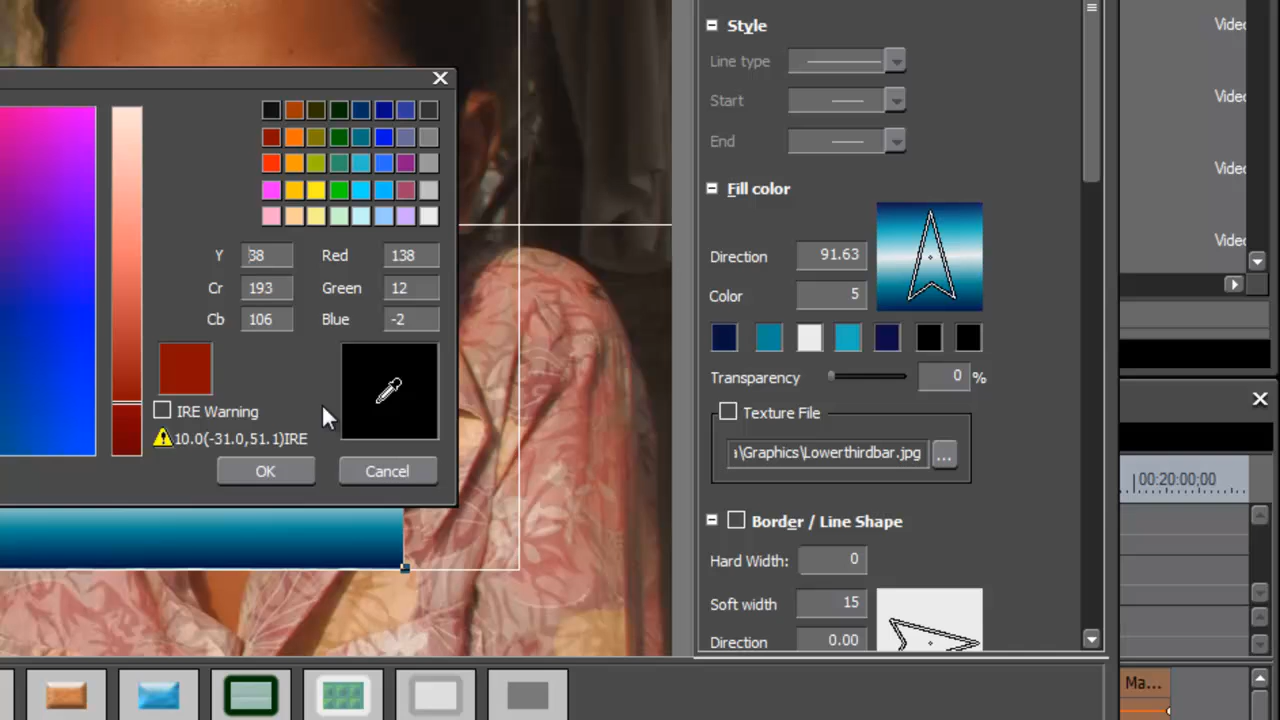 Style
Line type
Start
End
Fill color
Direction 91.63
Color 5
Transparency 0 %
Texture File
\Graphics\Lowerthirdbar.jpg ...
Border / Line Shape
Hard Width: 0
Soft width 15
Direction 0.00
Y 38 Red 138
Cr 193 Green 12
Cb 106 Blue -2
IRE Warning
10.0(-31.0,51.1)IRE
OK Cancel
00:20:00;00
Ma...